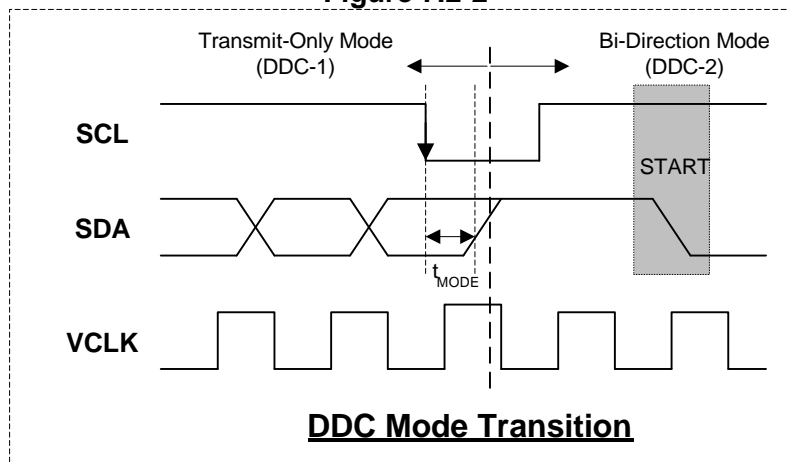 Transmit-Only Mode
(DDC-1)
Bi-Direction Mode
(DDC-2)
SCL
START
SDA
tMODE
VCLK
DDC Mode Transition